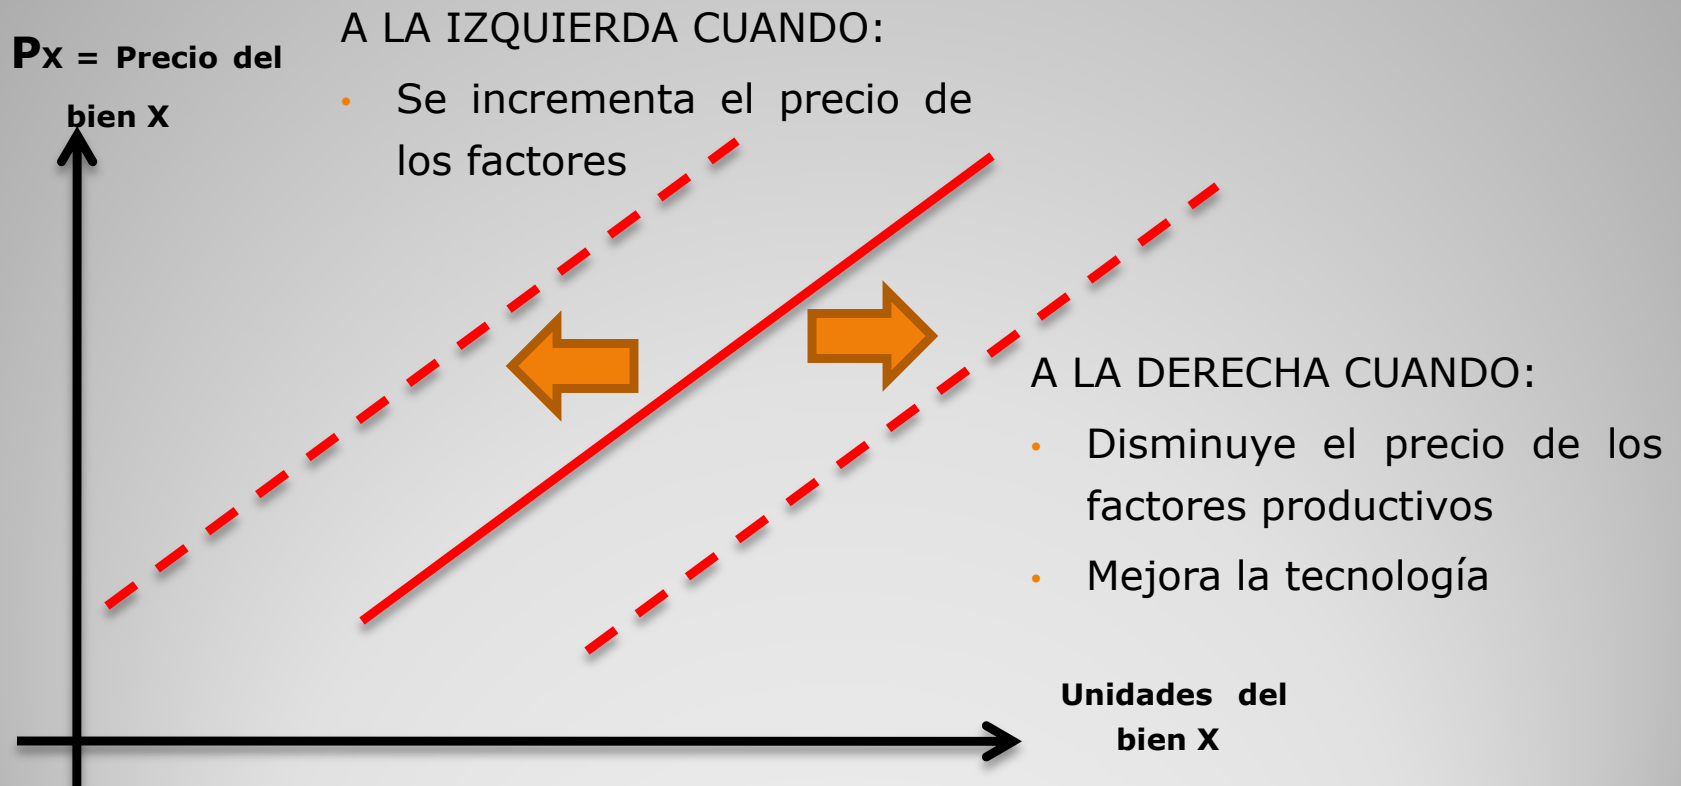 Px = Precio del
bien X
A LA IZQUIERDA CUANDO:
• Se incrementa el precio de
los factores
A LA DERECHA CUANDO:
• Disminuye el precio de los
factores productivos
• Mejora la tecnología
Unidades del
bien X